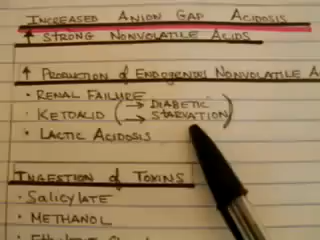 INCREASED ANION GAP ACIDOSIS
↑ STRONG NONVOLATILE ACIDS
↑ PRODUCTION of ENDOGENOUS NONVOLATILE A
• RENAL FAILURE
• KETOACID (→ DIABETIC
→ STARVATION)
• LACTIC ACIDOSIS
INGESTION OF TOXINS
• SALICYLATE
• METHANOL